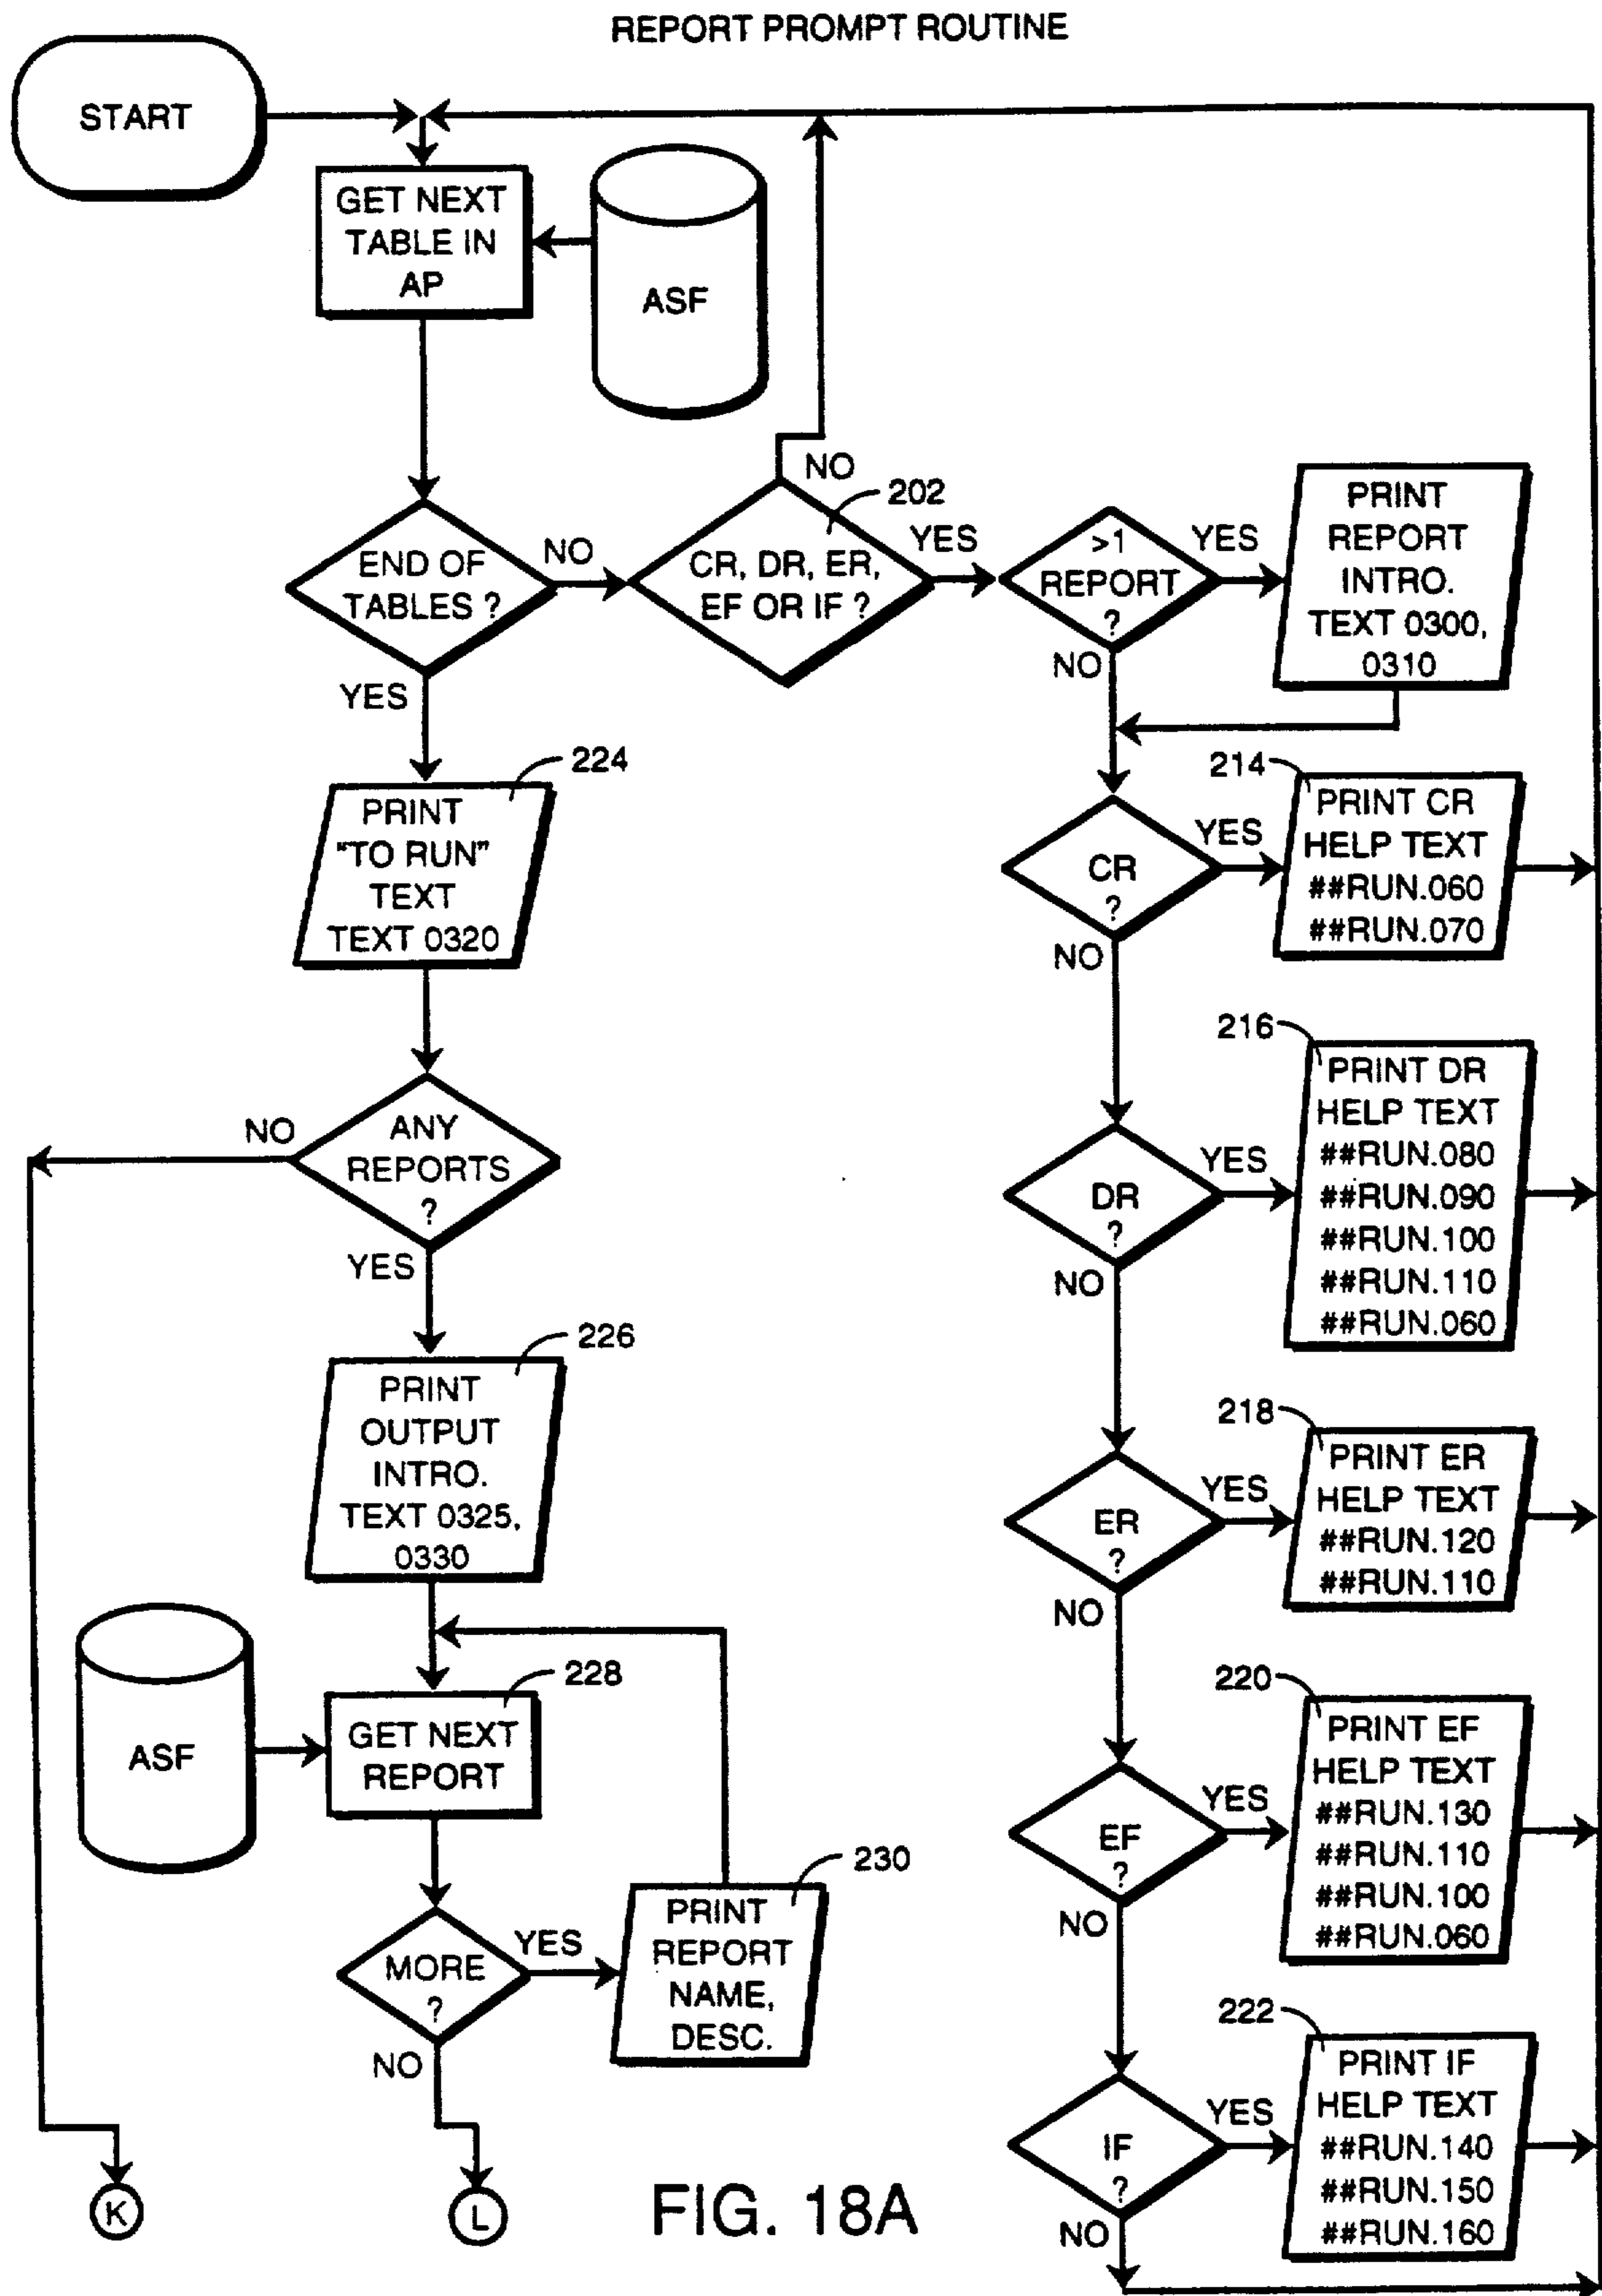 REPORT PROMPT ROUTINE
START
GET NEXT
TABLE IN
AP
ASF
END OF
TABLES ?
NO
YES
202
CR, DR, ER,
EF OR IF ?
NO
YES
>1
REPORT
?
YES
NO
PRINT
REPORT
INTRO.
TEXT 0300,
0310
224
PRINT
"TO RUN"
TEXT
TEXT 0320
CR
?
YES
NO
214
PRINT CR
HELP TEXT
##RUN.060
##RUN.070
ANY
REPORTS
?
NO
YES
DR
?
YES
NO
216
PRINT DR
HELP TEXT
##RUN.080
##RUN.090
##RUN.100
##RUN.110
##RUN.060
226
PRINT
OUTPUT
INTRO.
TEXT 0325,
0330
ER
?
YES
NO
218
PRINT ER
HELP TEXT
##RUN.120
##RUN.110
ASF
228
GET NEXT
REPORT
EF
?
YES
NO
220
PRINT EF
HELP TEXT
##RUN.130
##RUN.110
##RUN.100
##RUN.060
MORE
?
YES
NO
230
PRINT
REPORT
NAME,
DESC.
IF
?
YES
NO
222
PRINT IF
HELP TEXT
##RUN.140
##RUN.150
##RUN.160
K
L
FIG. 18A